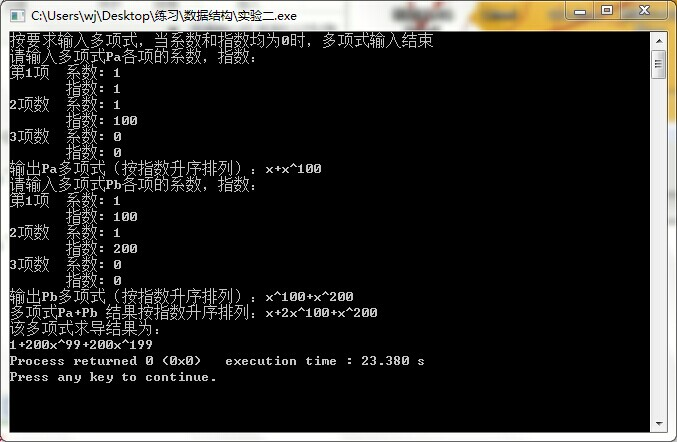 C:\Users\wj\Desktop\练习\数据结构\实验二.exe
按要求输入多项式，当系数和指数均为0时，多项式输入结束
请输入多项式Pa各项的系数，指数：
第1项  系数：1
指数：1
2项数  系数：1
指数：100
3项数  系数：0
指数：0
输出Pa多项式（按指数升序排列）：x+x^100
请输入多项式Pb各项的系数，指数：
第1项  系数：1
指数：100
2项数  系数：1
指数：200
3项数  系数：0
指数：0
输出Pb多项式（按指数升序排列）：x^100+x^200
多项式Pa+Pb 结果按指数升序排列：x+2x^100+x^200
该多项式求导结果为：
1+200x^99+200x^199
Process returned 0 (0x0)   execution time : 23.380 s
Press any key to continue.